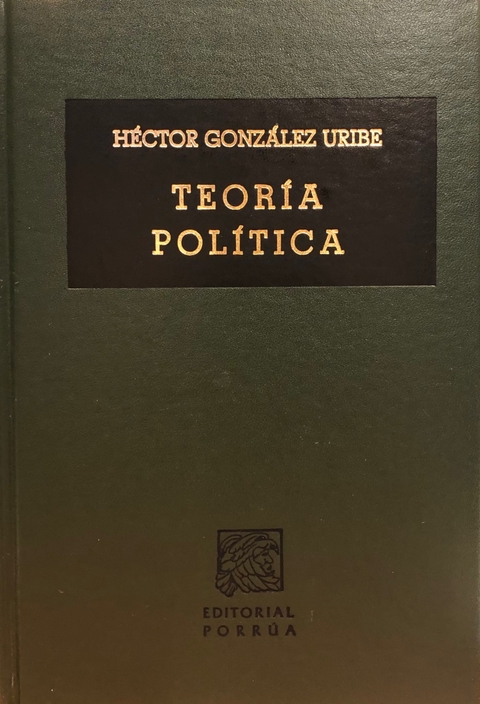 HÉCTOR GONZÁLEZ URIBE
TEORÍA
POLÍTICA
EDITORIAL
PORRÚA